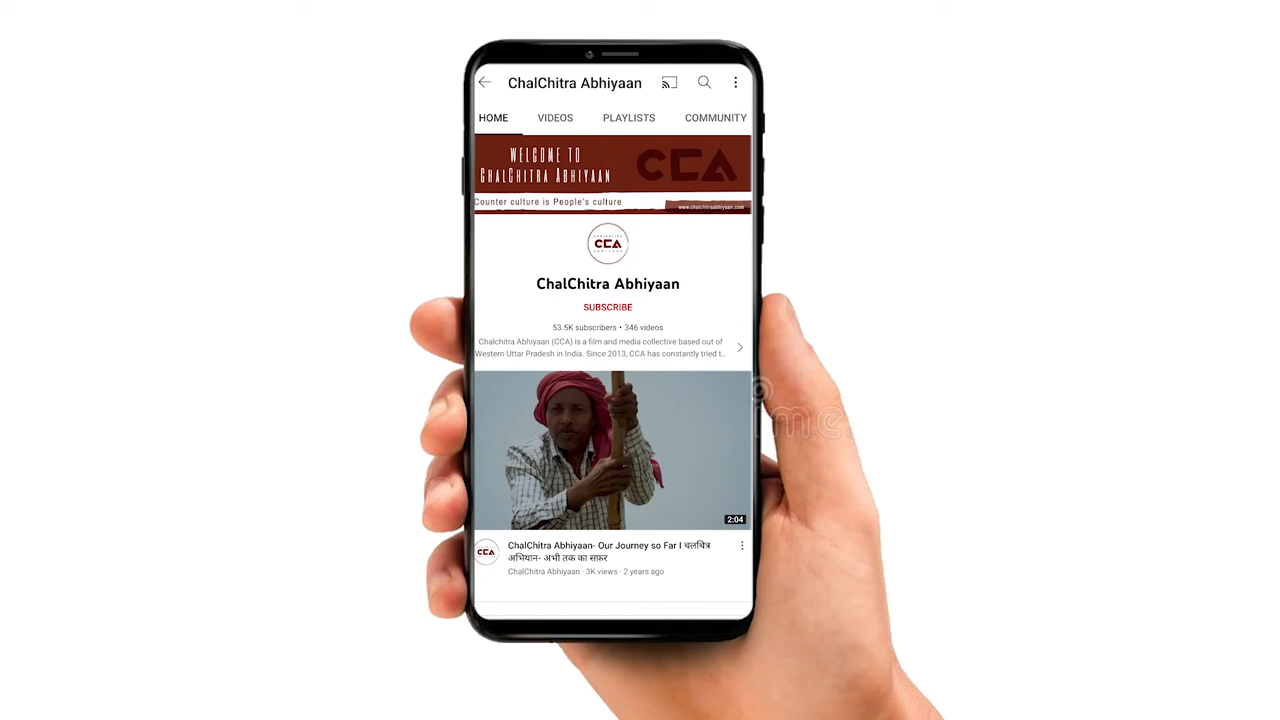 ChalChitra Abhiyaan
HOME VIDEOS PLAYLISTS COMMUNITY
WELCOME TO
CHALCHITRA ABHIYAAN
CCA
Counter culture is People's culture
www.chalchitraabhiyaan.com
CCA
ChalChitra Abhiyaan
SUBSCRIBE
53.5K subscribers • 346 videos
Chalchitra Abhiyaan (CCA) is a film and media collective based out of
Western Uttar Pradesh in India. Since 2013, CCA has constantly tried t...
2:04
CCA
ChalChitra Abhiyaan- Our Journey so Far I चलचित्र
अभियान- अभी तक का सफ़र
ChalChitra Abhiyaan · 3K views · 2 years ago